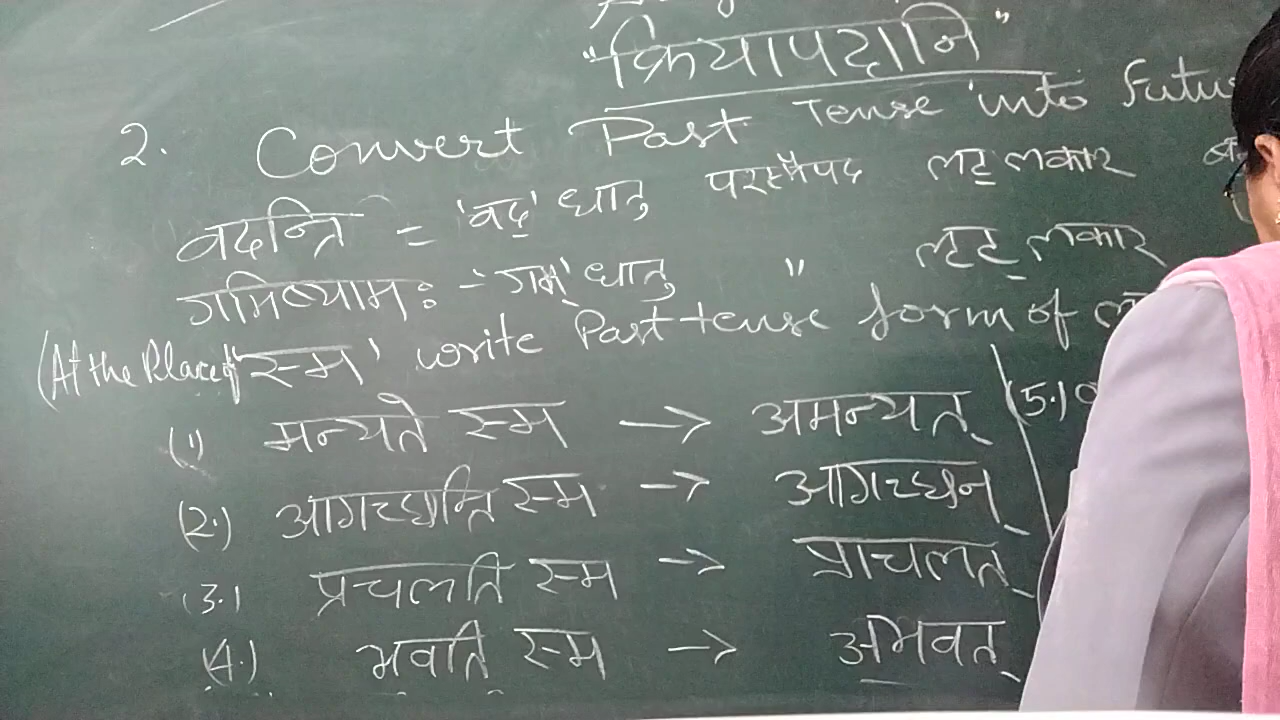 "क्रियापदानि"
2. Convert Past Tense into Futu
वदन्ति = 'वद्' धातु परस्मैपद लट् लकार
गमिष्यामः = 'गम्' धातु " लृट् लकार
(At the Place of 'स्म' write Past tense form of
(1) मन्यते स्म → अमन्यत् (5.)
(2.) आगच्छन्ति स्म → आगच्छन्
(3.) प्रचलति स्म → प्राचलत्
(4.) भवति स्म → अभवत्